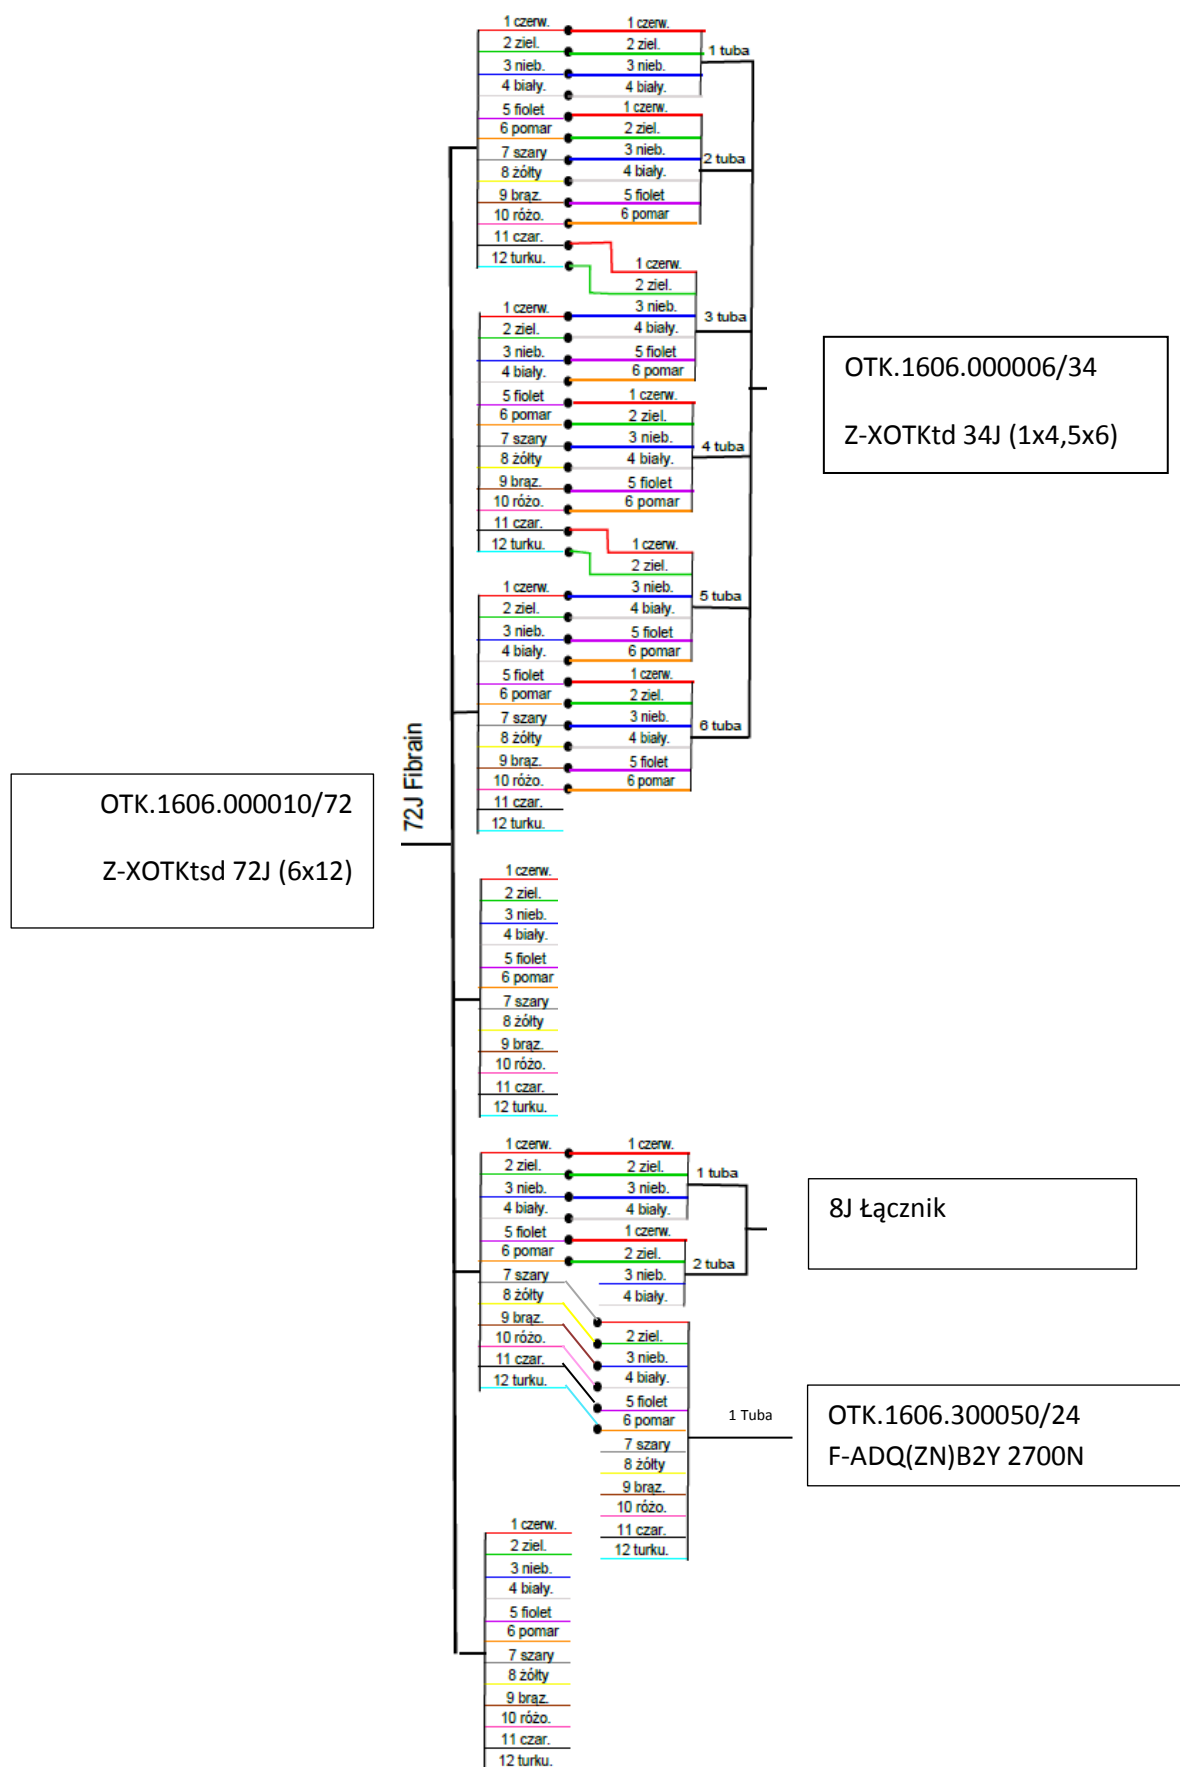 1 czerw.
2 ziel.
3 nieb.
4 biały.
5 fiolet
6 pomar
7 szary
8 żółty
9 brąz.
10 różo.
11 czar.
12 turku.
1 czerw.
2 ziel.
3 nieb.
4 biały.
1 tuba
1 czerw.
2 ziel.
3 nieb.
4 biały.
5 fiolet
6 pomar
2 tuba
1 czerw.
2 ziel.
3 nieb.
4 biały.
5 fiolet
6 pomar
3 tuba
1 czerw.
2 ziel.
3 nieb.
4 biały.
5 fiolet
6 pomar
7 szary
8 żółty
9 brąz.
10 różo.
11 czar.
12 turku.
1 czerw.
2 ziel.
3 nieb.
4 biały.
5 fiolet
6 pomar
4 tuba
1 czerw.
2 ziel.
3 nieb.
4 biały.
5 fiolet
6 pomar
5 tuba
1 czerw.
2 ziel.
3 nieb.
4 biały.
5 fiolet
6 pomar
7 szary
8 żółty
9 brąz.
10 różo.
11 czar.
12 turku.
1 czerw.
2 ziel.
3 nieb.
4 biały.
5 fiolet
6 pomar
6 tuba
OTK.1606.000006/34
Z-XOTKtd 34J (1x4,5x6)
72J Fibrain
OTK.1606.000010/72
Z-XOTKtsd 72J (6x12)
1 czerw.
2 ziel.
3 nieb.
4 biały.
5 fiolet
6 pomar
7 szary
8 żółty
9 brąz.
10 różo.
11 czar.
12 turku.
1 czerw.
2 ziel.
3 nieb.
4 biały.
5 fiolet
6 pomar
7 szary
8 żółty
9 brąz.
10 różo.
11 czar.
12 turku.
1 czerw.
2 ziel.
3 nieb.
4 biały.
1 tuba
1 czerw.
2 ziel.
3 nieb.
4 biały.
2 tuba
8J Łącznik
2 ziel.
3 nieb.
4 biały.
5 fiolet
6 pomar
7 szary
8 żółty
9 brąz.
10 różo.
11 czar.
12 turku.
1 Tuba
OTK.1606.300050/24
F-ADQ(ZN)B2Y 2700N
1 czerw.
2 ziel.
3 nieb.
4 biały.
5 fiolet
6 pomar
7 szary
8 żółty
9 brąz.
10 różo.
11 czar.
12 turku.